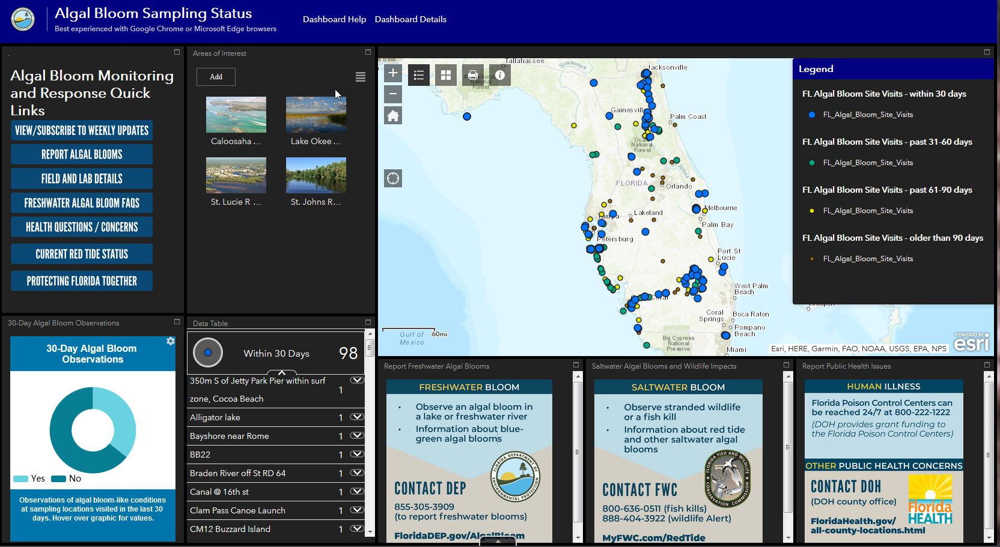 Algal Bloom Sampling Status
Best experienced with Google Chrome or Microsoft Edge browsers
Dashboard Help
Dashboard Details
Algal Bloom Monitoring
and Response Quick
Links
VIEW/SUBSCRIBE TO WEEKLY UPDATES
REPORT ALGAL BLOOMS
FIELD AND LAB DETAILS
FRESHWATER ALGAL BLOOM FAQS
HEALTH QUESTIONS / CONCERNS
CURRENT RED TIDE STATUS
PROTECTING FLORIDA TOGETHER
Areas of Interest
Add
Caloosaha ...
Lake Okee ...
St. Lucie R ...
St. Johns R...
Tallahassee
Suwannee
National
Forest
Jacksonville
Gainesvill
Palm Coast
Ocala
National
Forest
St Johns
FLORIDA
Orlando
Lakeland
Tampa
Petersburg
Melbourne
Palm Bay
Port St
Lucie
West Palm
Beach
Coral
Coral
Springs
Boca Raton
Pompano
Beach
Big Cypress
National
Preserve
Miami
Gulf of
Mexico
60mi
Esri, HERE, Garmin, FAO, NOAA, USGS, EPA, NPS
POWERED BY
esri
Legend
FL Algal Bloom Site Visits - within 30 days
FL_Algal_Bloom_Site_Visits
FL Algal Bloom Site Visits - past 31-60 days
FL_Algal_Bloom_Site_Visits
FL Algal Bloom Site Visits - past 61-90 days
FL_Algal_Bloom_Site_Visits
FL Algal Bloom Site Visits - older than 90 days
FL_Algal_Bloom_Site_Visits
30-Day Algal Bloom Observations
30-Day Algal Bloom
Observations
Yes No
Observations of algal bloom-like conditions
at sampling locations visited in the last 30
days. Hover over graphic for values.
Data Table
Within 30 Days 98
350m S of Jetty Park Pier within surf
zone, Cocoa Beach 1
Alligator lake 1
Bayshore near Rome 1
BB22 1
Braden River off St RD 64 1
Canal @ 16th st 1
Clam Pass Canoe Launch 1
CM12 Buzzard Island 1
Report Freshwater Algal Blooms
FRESHWATER BLOOM
• Observe an algal bloom in
a lake or freshwater river
• Information about blue-
green algal blooms
FLORIDA DEPARTMENT OF
ENVIRONMENTAL PROTECTION
CONTACT DEP
855-305-3909
(to report freshwater blooms)
FloridaDEP.gov/AlgalBloom
Saltwater Algal Blooms and Wildlife Impacts
SALTWATER BLOOM
• Observe stranded wildlife
or a fish kill
• Information about red tide
and other saltwater algal
blooms
FLORIDA FISH AND WILDLIFE
CONSERVATION COMMISSION
CONTACT FWC
800-636-0511 (fish kills)
888-404-3922 (wildlife Alert)
MyFWC.com/RedTide
Report Public Health Issues
HUMAN ILLNESS
Florida Poison Control Centers can
be reached 24/7 at 800-222-1222
(DOH provides grant funding to
the Florida Poison Control Centers)
OTHER PUBLIC HEALTH CONCERNS
CONTACT DOH
(DOH county office)
FloridaHealth.gov/
all-county-locations.html
Florida
HEALTH